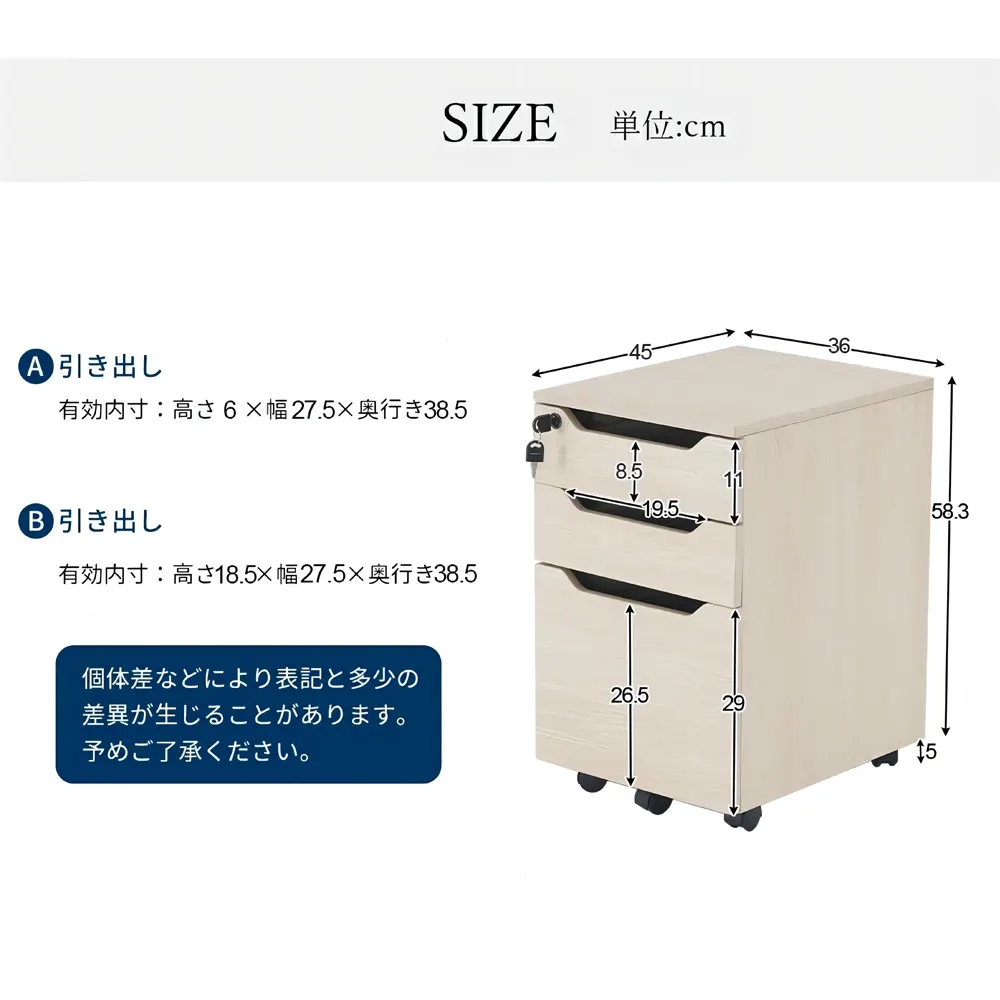 SIZE 単位:cm
A 引き出し
有効内寸：高さ 6 ×幅27.5×奥行き38.5
B 引き出し
有効内寸：高さ18.5×幅27.5×奥行き38.5
個体差などにより表記と多少の
差異が生じることがあります。
予めご了承ください。
45
36
8.5
11
19.5
58.3
26.5
29
5